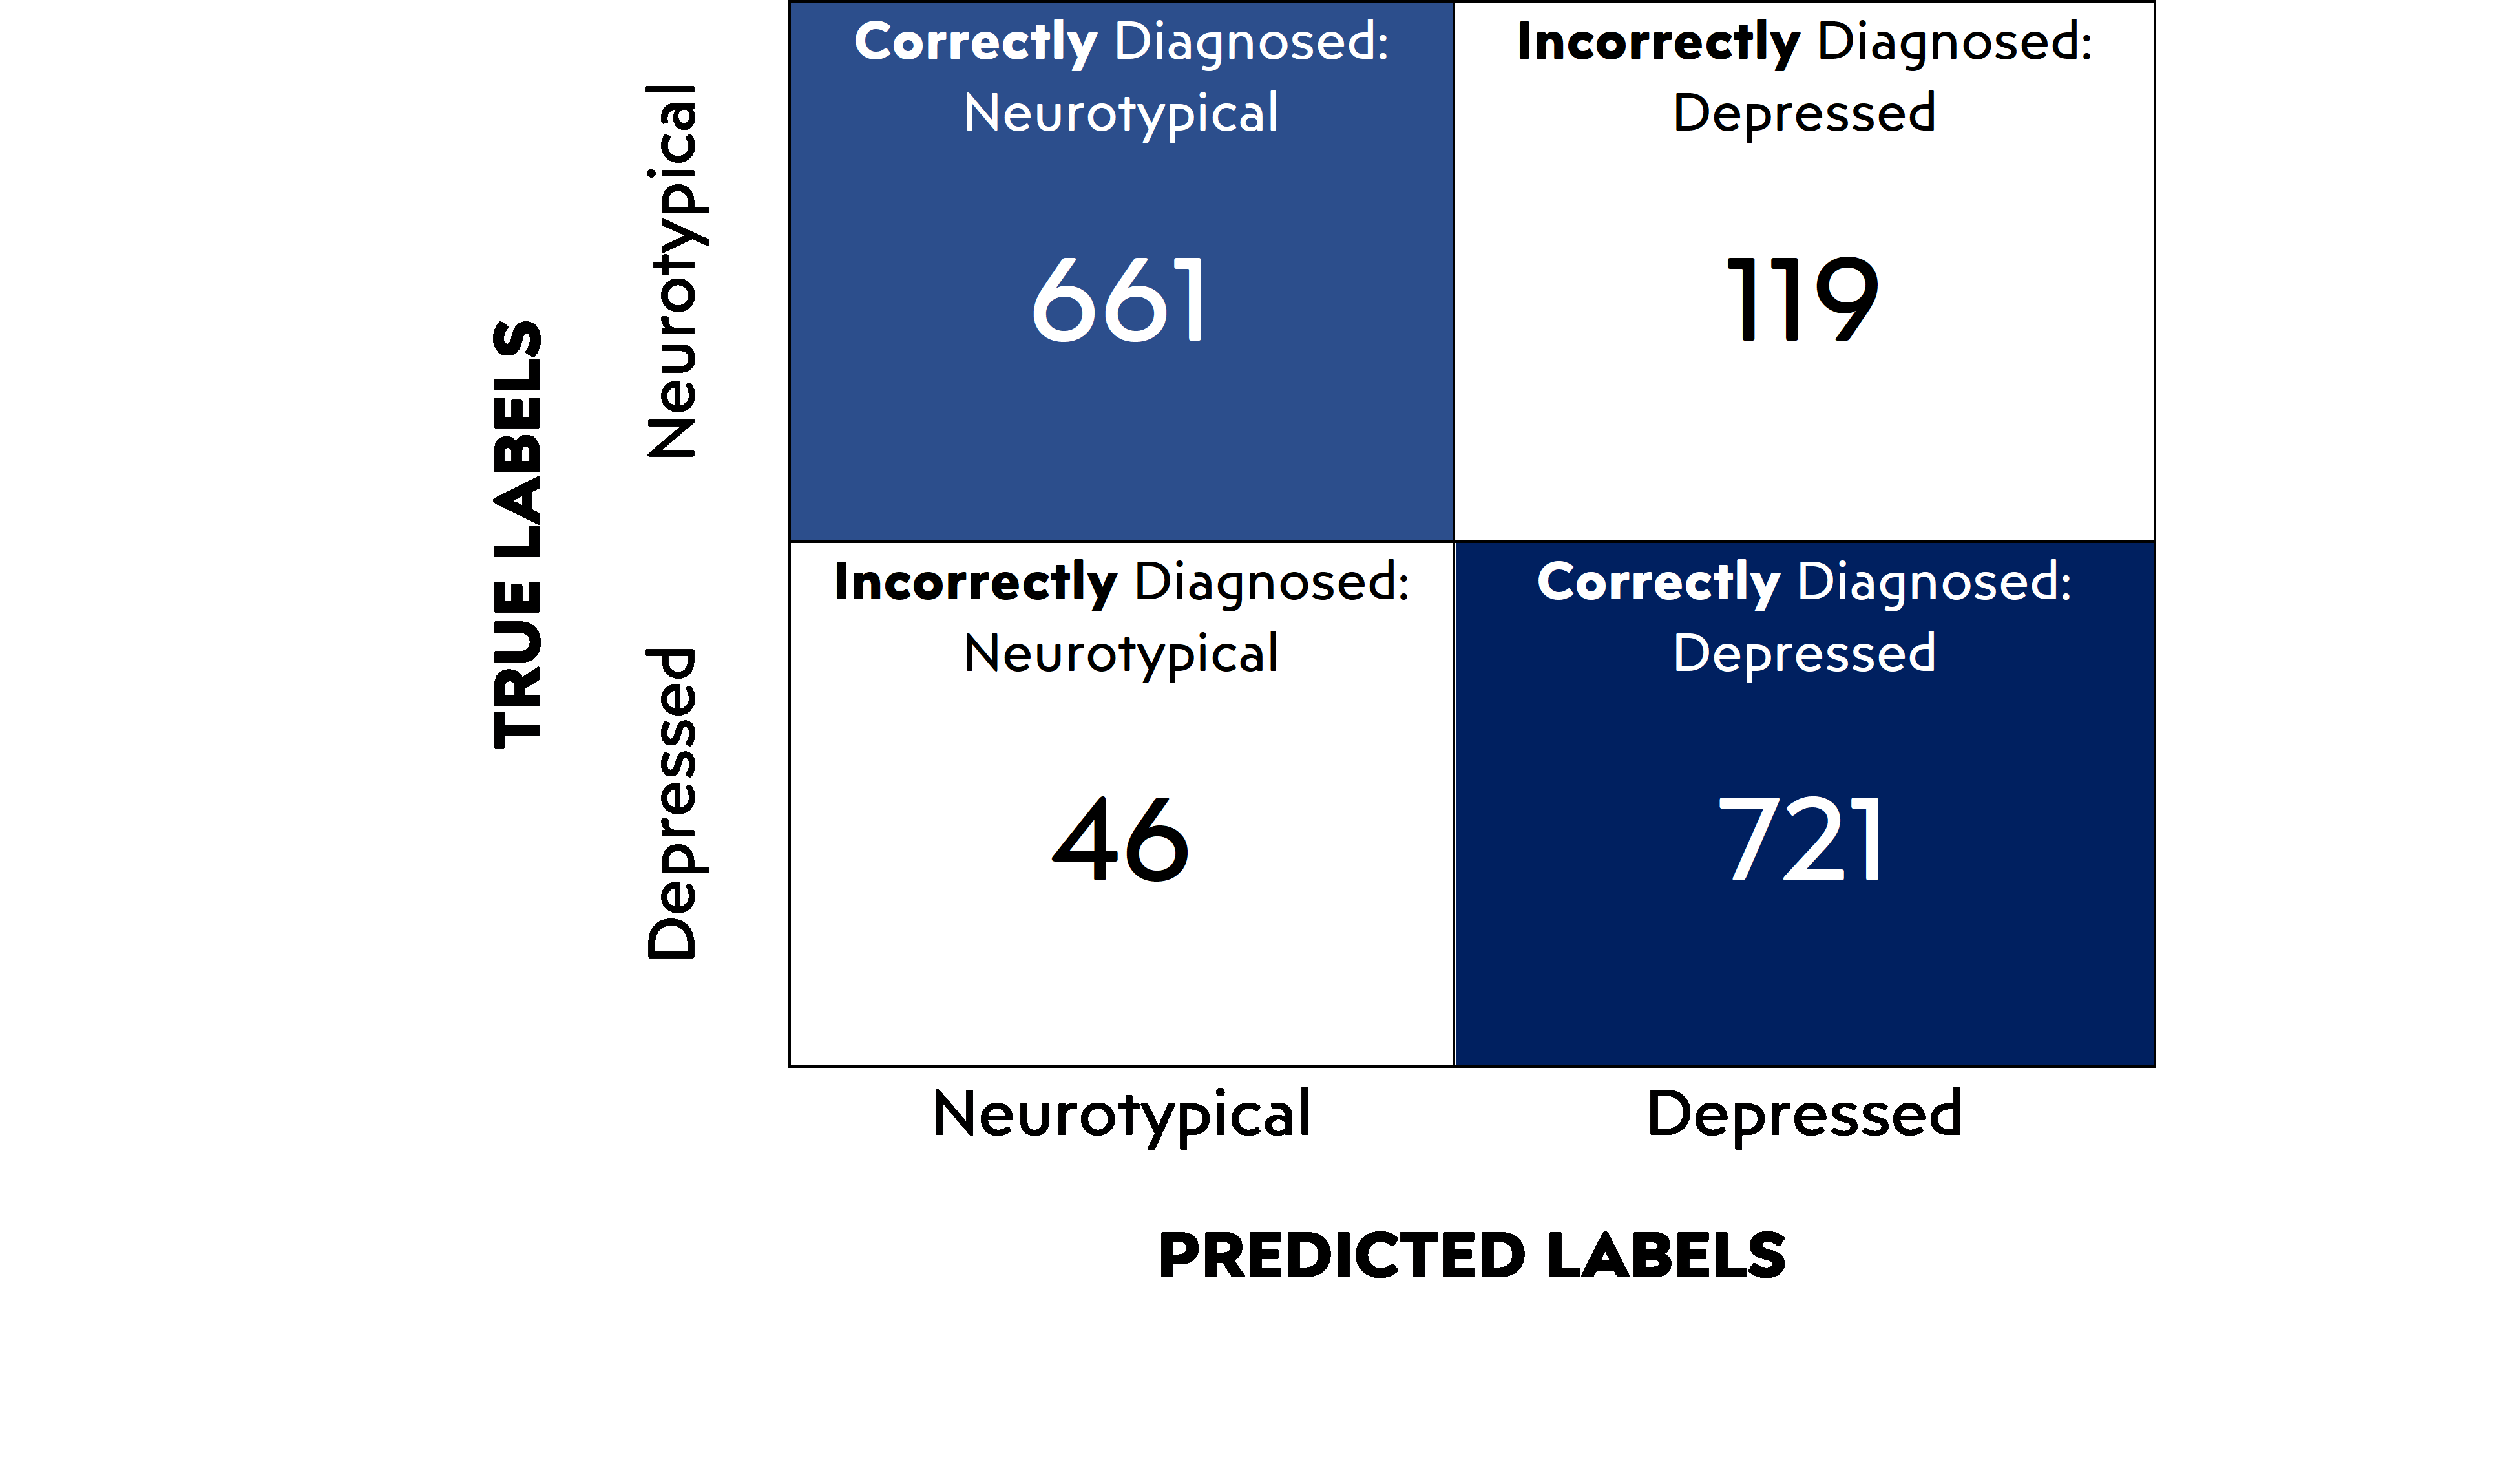 TRUE LABELS
Neurotypical
Correctly Diagnosed:
Neurotypical
661
Incorrectly Diagnosed:
Depressed
119
Depressed
Incorrectly Diagnosed:
Neurotypical
46
Correctly Diagnosed:
Depressed
721
Neurotypical
Depressed
PREDICTED LABELS